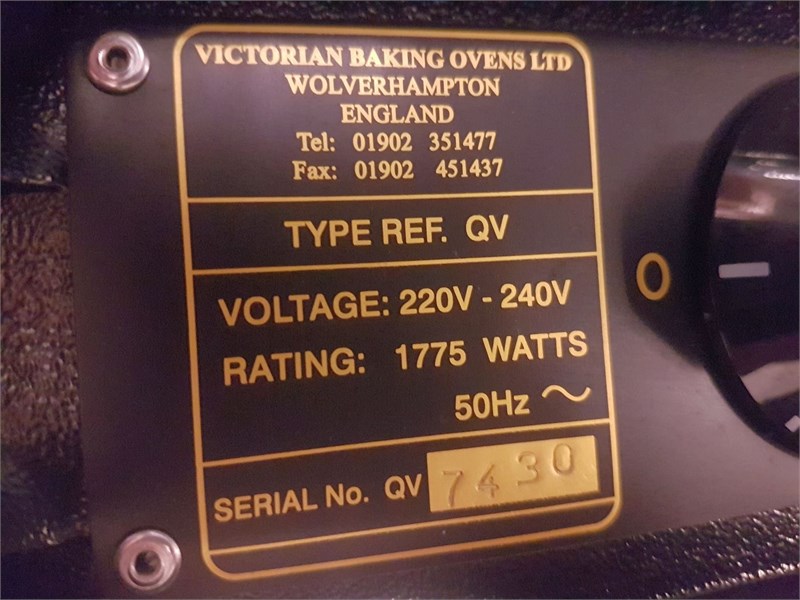 VICTORIAN BAKING OVENS LTD
WOLVERHAMPTON
ENGLAND
Tel: 01902 351477
Fax: 01902 451437
TYPE REF. QV
VOLTAGE: 220V - 240V
RATING: 1775 WATTS
50Hz ~
SERIAL No. QV 7430
O